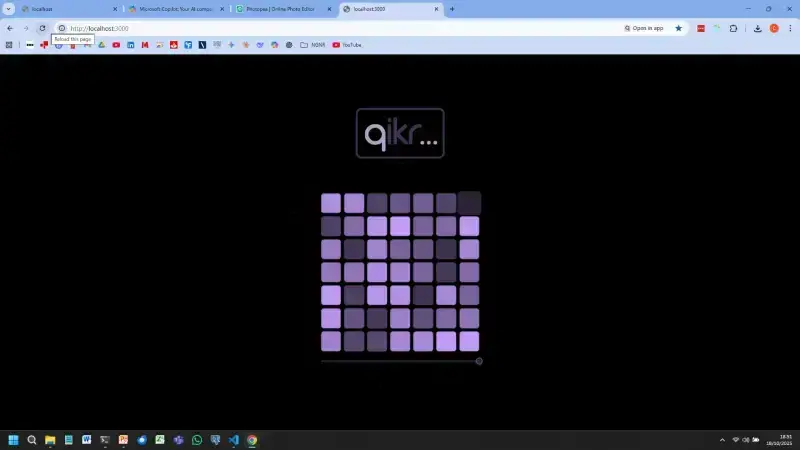 localhost
Microsoft Copilot: Your AI compa
Photopea | Online Photo Editor
localhost:3000
http://localhost:3000
Open in app
Reload this page
NSNR
YouTube
qikr...
18:51
18/10/2025